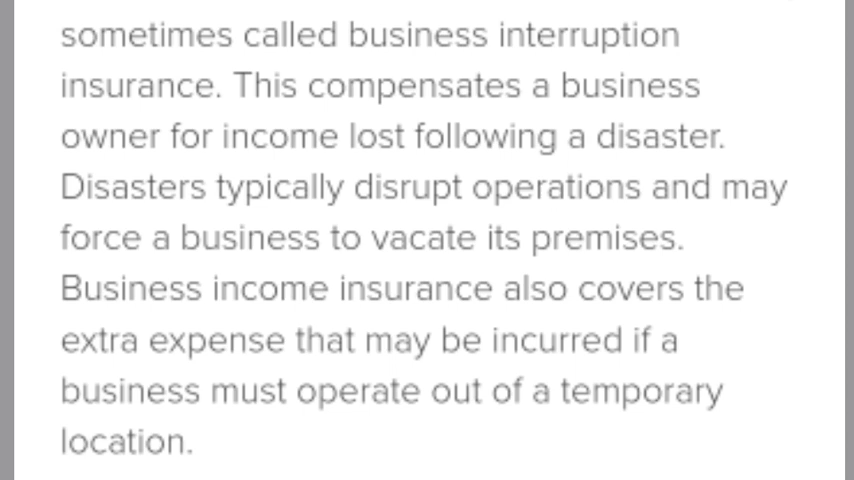 sometimes called business interruption
insurance. This compensates a business
owner for income lost following a disaster.
Disasters typically disrupt operations and may
force a business to vacate its premises.
Business income insurance also covers the
extra expense that may be incurred if a
business must operate out of a temporary
location.